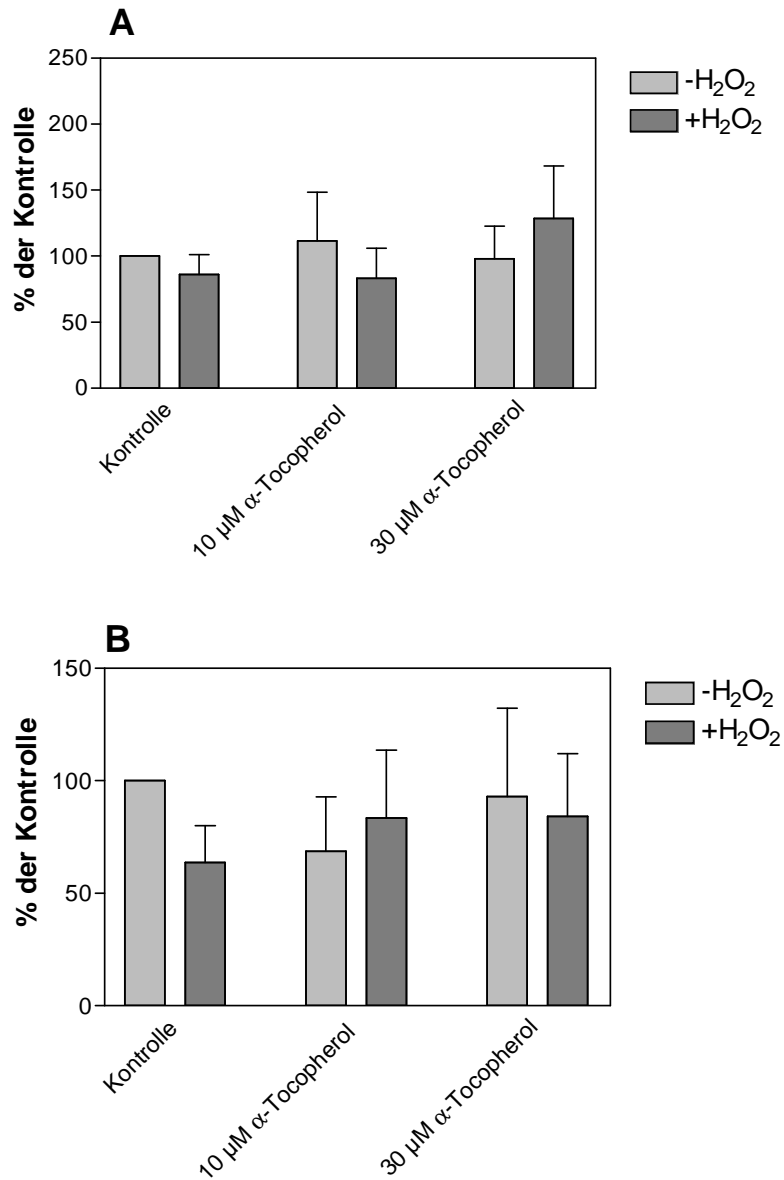 A
250
200
150
100
50
0
% der Kontrolle
-H₂O₂
+H₂O₂
Kontrolle
10 µM α-Tocopherol
30 µM α-Tocopherol
B
150
100
50
0
% der Kontrolle
-H₂O₂
+H₂O₂
Kontrolle
10 µM α-Tocopherol
30 µM α-Tocopherol